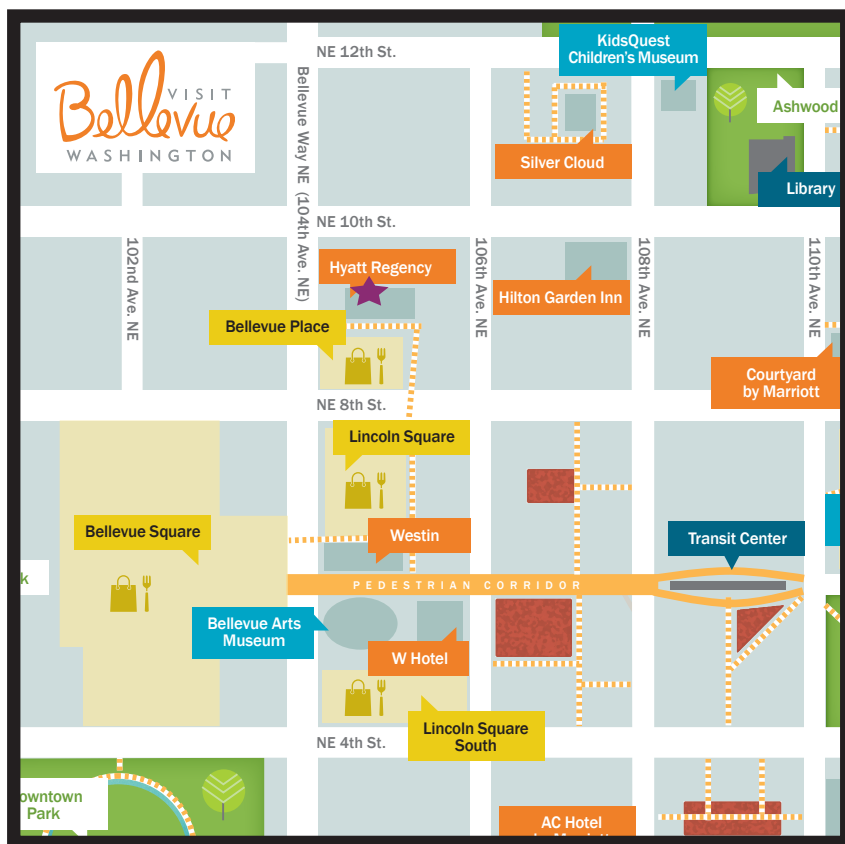 VISIT
Bellevue
WASHINGTON
NE 12th St.
KidsQuest
Children's Museum
Bellevue Way NE (104th Ave. NE)
Ashwood
Silver Cloud
Library
NE 10th St.
102nd Ave. NE
106th Ave. NE
108th Ave. NE
110th Ave. NE
Hyatt Regency
Hilton Garden Inn
Bellevue Place
Courtyard
by Marriott
NE 8th St.
Lincoln Square
Bellevue Square
Westin
Transit Center
k
PEDESTRIAN CORRIDOR
Bellevue Arts
Museum
W Hotel
Lincoln Square
South
NE 4th St.
owntown
Park
AC Hotel